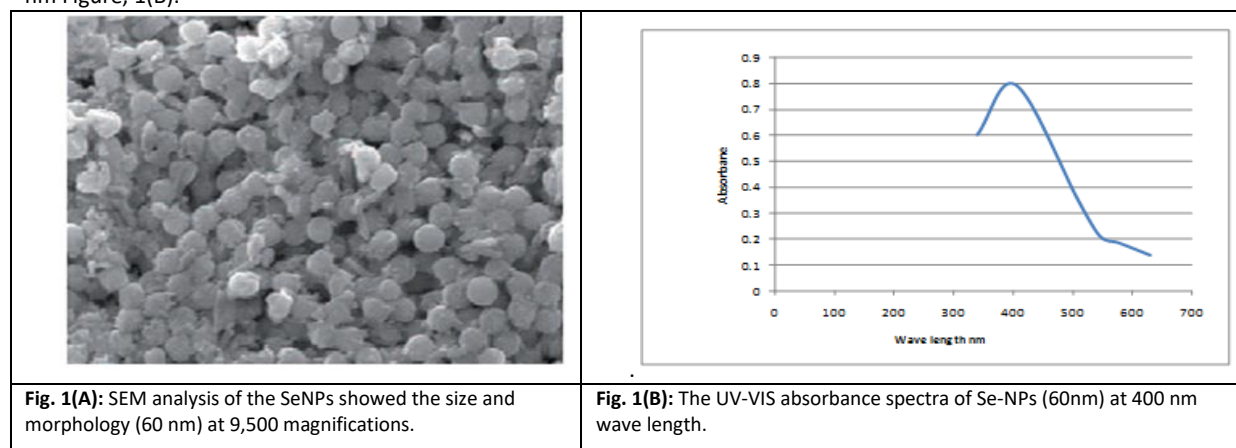 nm Figure, 1(B).
0.9
0.8
0.7
0.6
0.5
0.4
0.3
0.2
0.1
0
Absorbane
0 100 200 300 400 500 600 700
Wave length nm
.
Fig. 1(A): SEM analysis of the SeNPs showed the size and
morphology (60 nm) at 9,500 magnifications.
Fig. 1(B): The UV-VIS absorbance spectra of Se-NPs (60nm) at 400 nm
wave length.